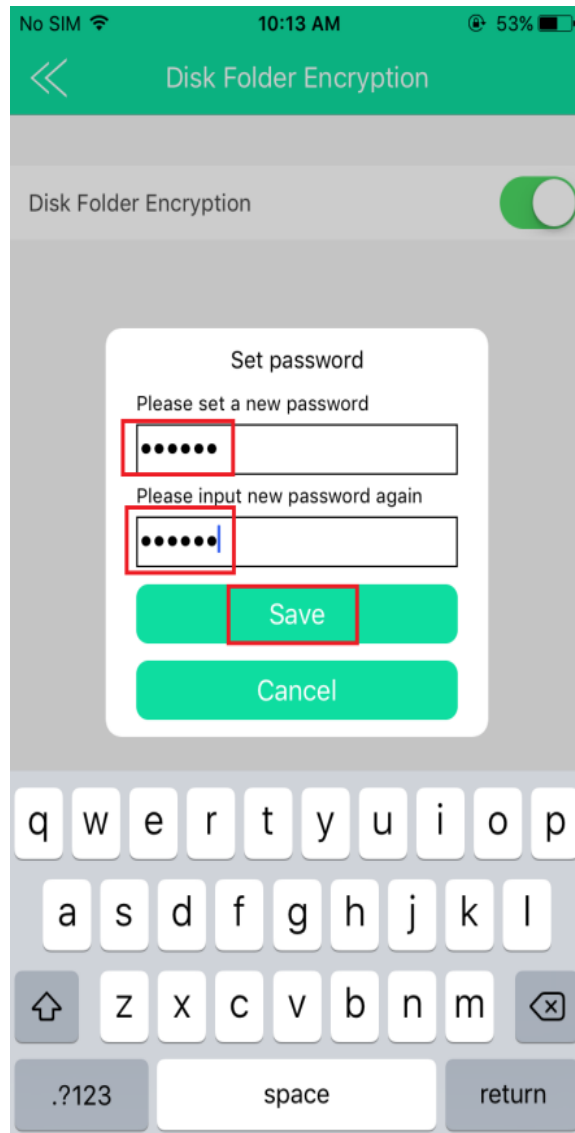 No SIM 10:13 AM 53%
Disk Folder Encryption
Disk Folder Encryption
Set password
Please set a new password
••••••
Please input new password again
••••••
Save
Cancel
q w e r t y u i o p
a s d f g h j k l
z x c v b n m
.?123 space return